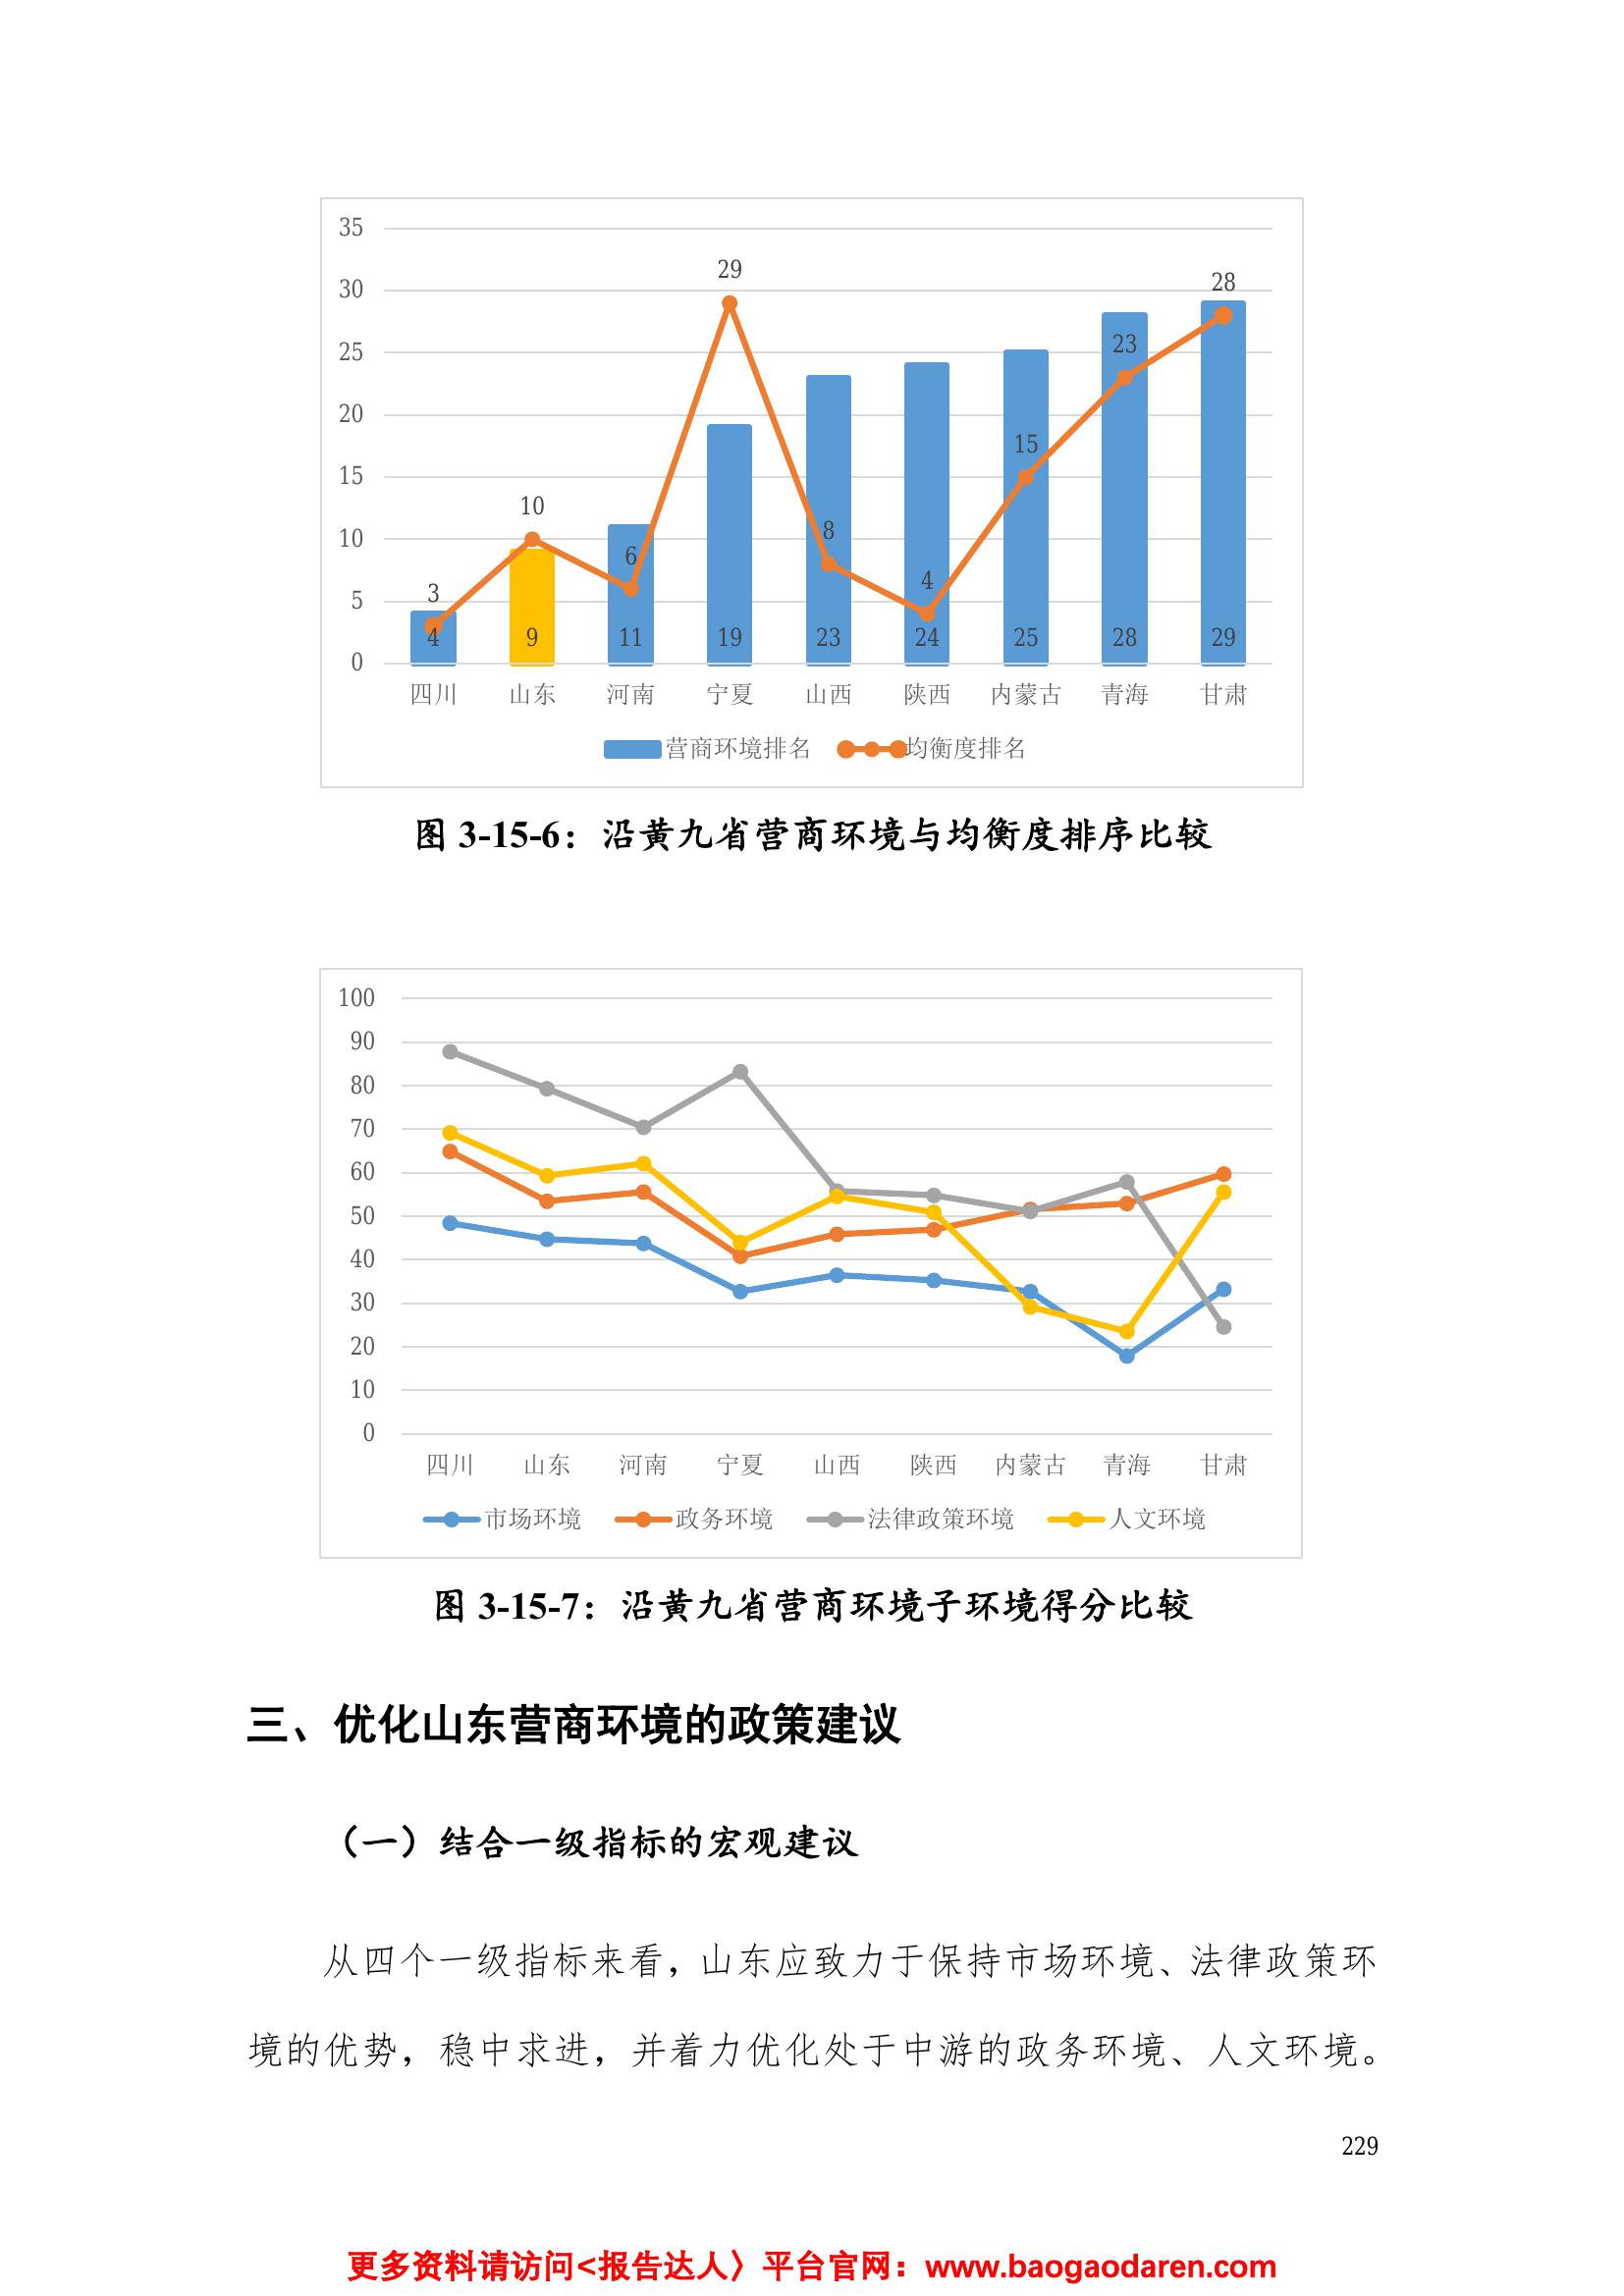 35
30
25
20
15
10
5
0
29
28
23
15
10
8
6
4
3
4 9 11 19 23 24 25 28 29
四川 山东 河南 宁夏 山西 陕西 内蒙古 青海 甘肃
营商环境排名 均衡度排名
图 3-15-6：沿黄九省营商环境与均衡度排序比较
100
90
80
70
60
50
40
30
20
10
0
四川 山东 河南 宁夏 山西 陕西 内蒙古 青海 甘肃
市场环境 政务环境 法律政策环境 人文环境
图 3-15-7：沿黄九省营商环境子环境得分比较
三、优化山东营商环境的政策建议
（一）结合一级指标的宏观建议
从四个一级指标来看，山东应致力于保持市场环境、法律政策环
境的优势，稳中求进，并着力优化处于中游的政务环境、人文环境。
229
更多资料请访问<报告达人〉平台官网：www.baogaodaren.com